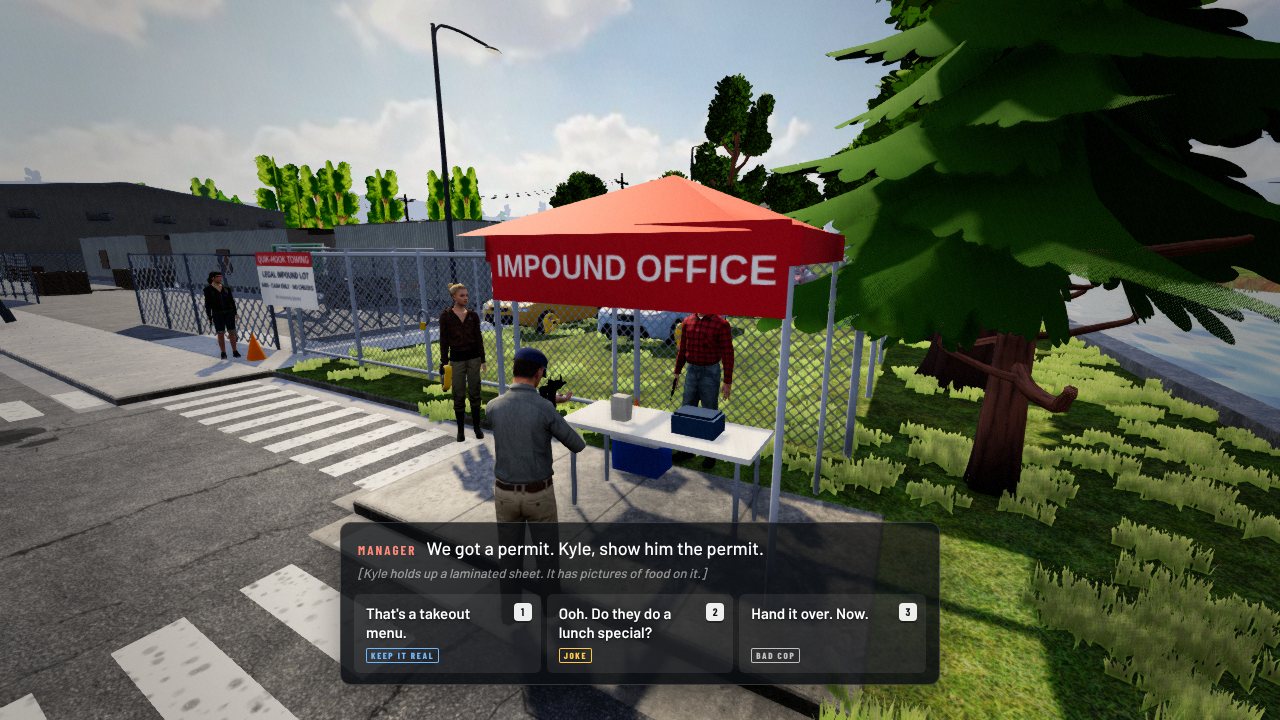 QUIK-HOOK TOWING
LEGAL IMPOUND LOT
IMPOUND OFFICE
MANAGER We got a permit. Kyle, show him the permit.
[Kyle holds up a laminated sheet. It has pictures of food on it.]
That's a takeout menu. 1
KEEP IT REAL
Ooh. Do they do a lunch special? 2
JOKE
Hand it over. Now. 3
BAD COP